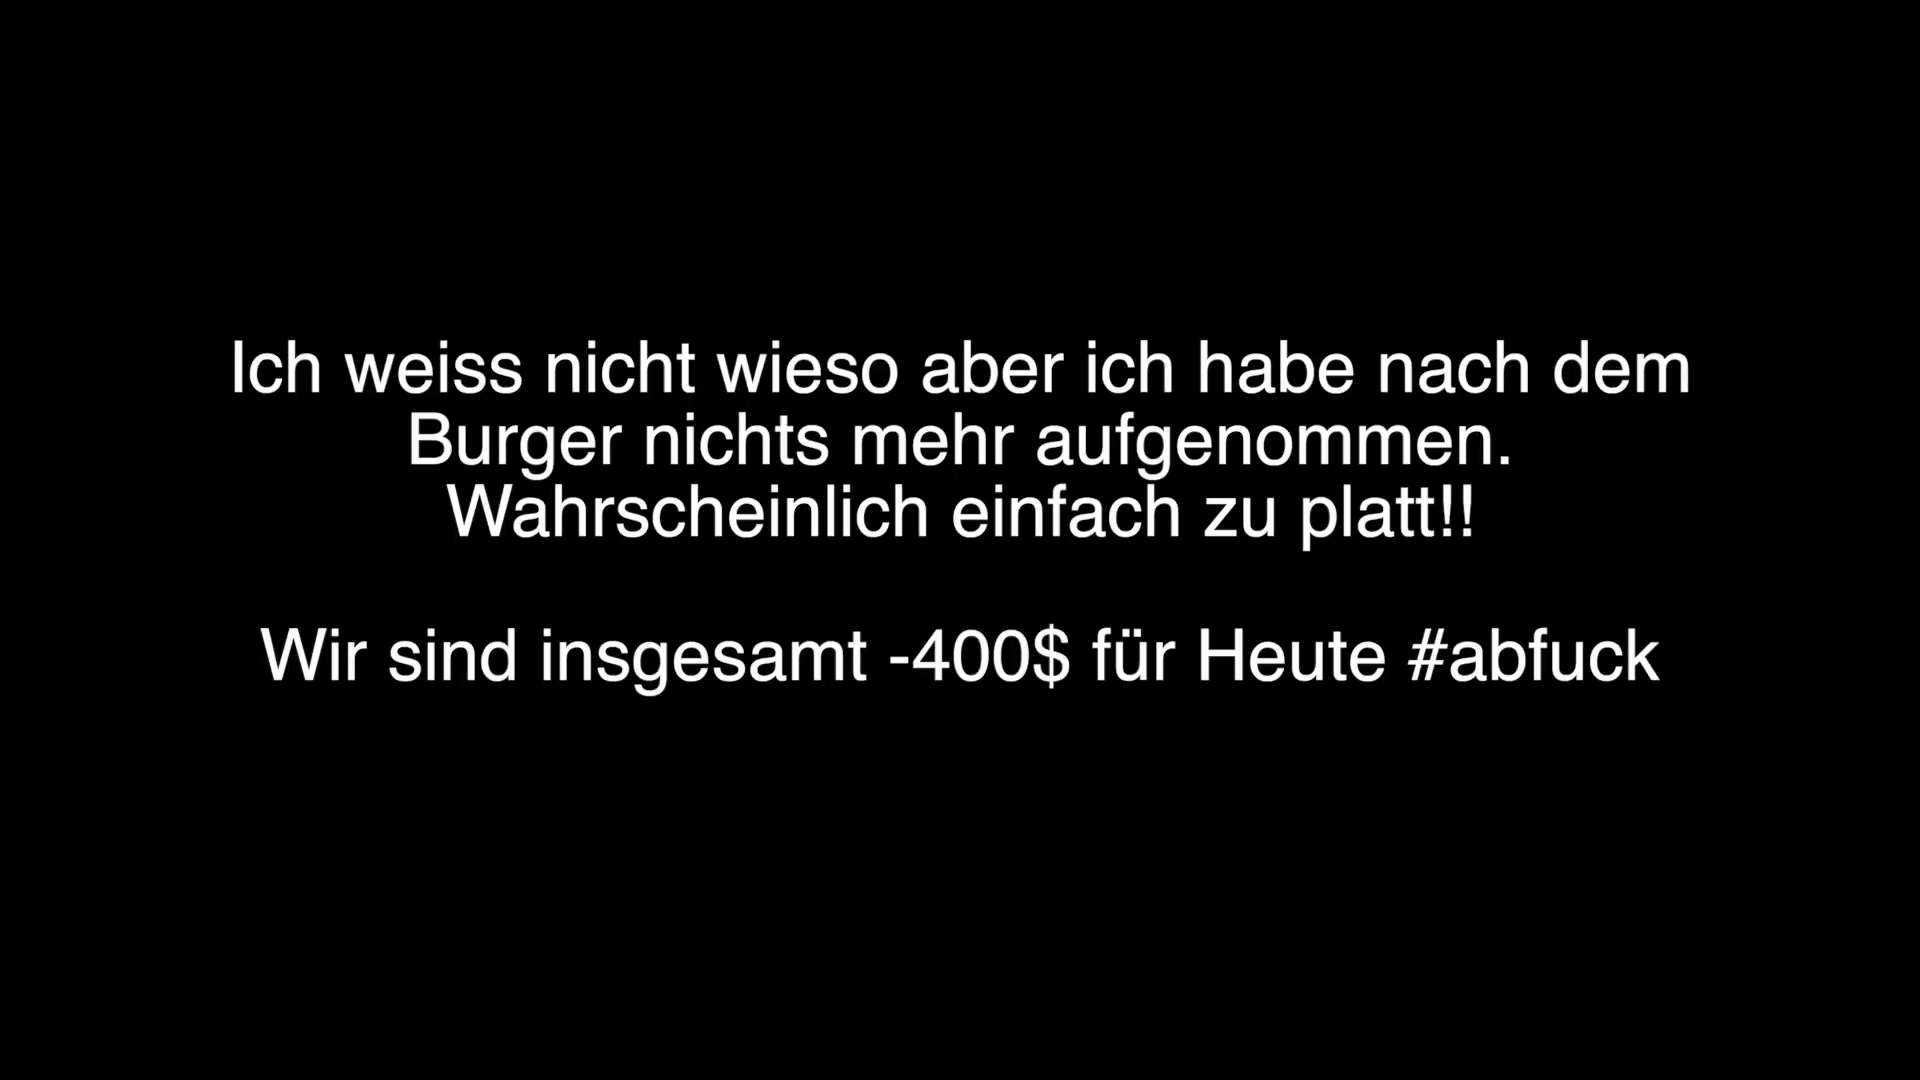 Ich weiss nicht wieso aber ich habe nach dem
Burger nichts mehr aufgenommen.
Wahrscheinlich einfach zu platt!!
Wir sind insgesamt -400$ für Heute #abfuck